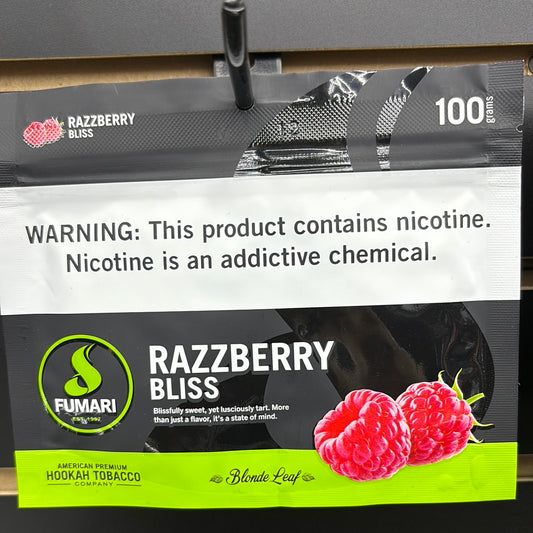 RAZZBERRY
BLISS
100 grams
WARNING: This product contains nicotine.
Nicotine is an addictive chemical.
FUMARI
EST. 1997
RAZZBERRY
BLISS
Blissfully sweet, yet lusciously tart. More
than just a flavor, it's a state of mind.
AMERICAN PREMIUM
HOOKAH TOBACCO
COMPANY
Blonde Leaf